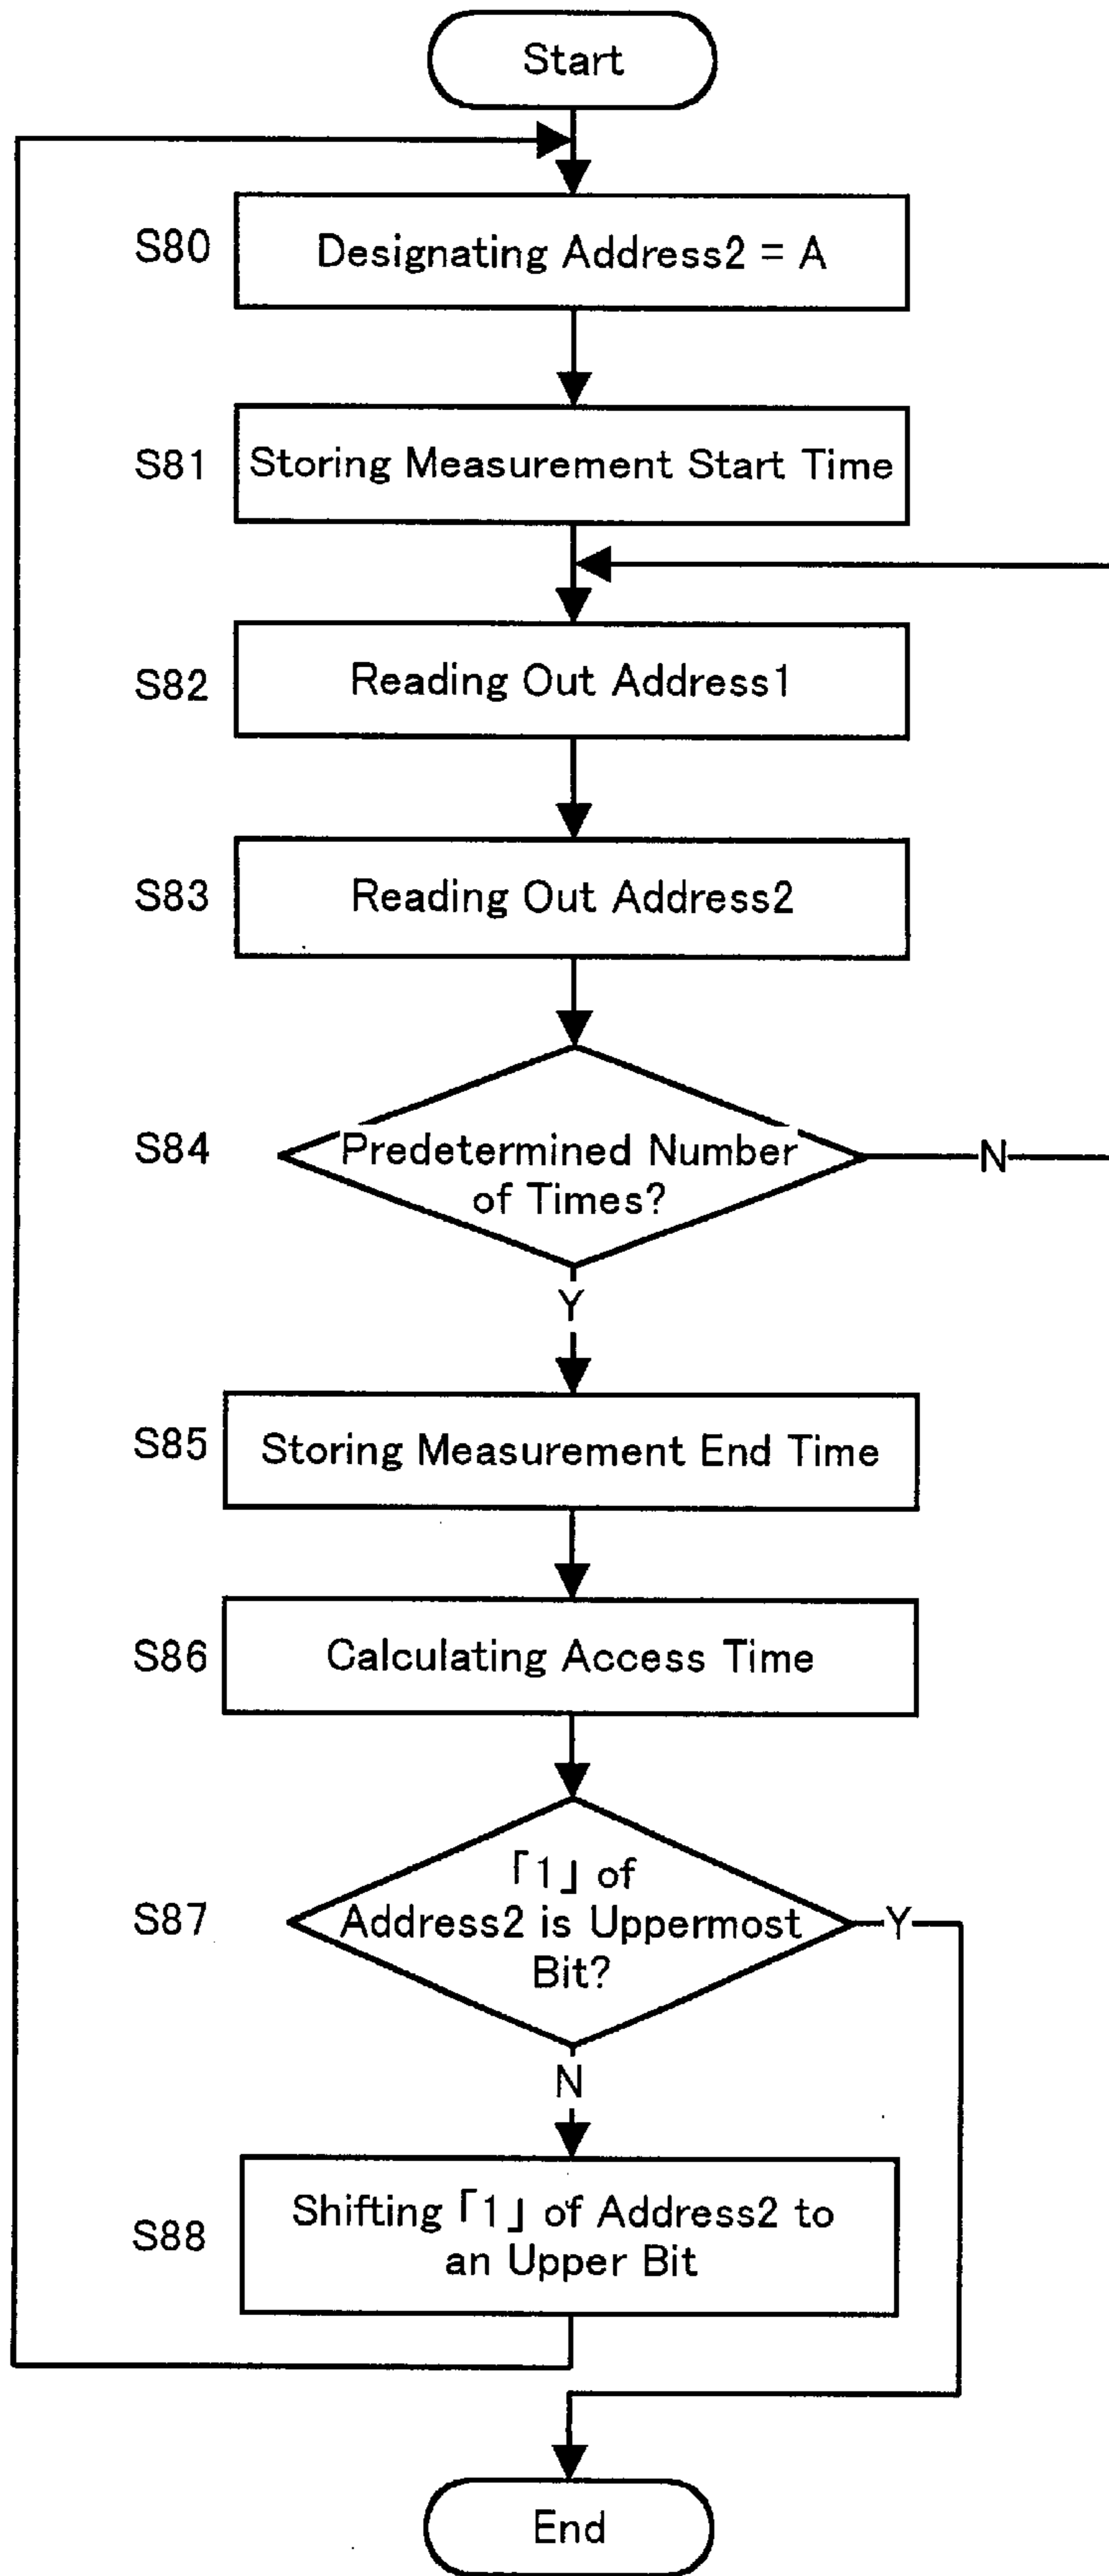 Start
S80
Designating Address2 = A
S81
Storing Measurement Start Time
S82
Reading Out Address1
S83
Reading Out Address2
S84
Predetermined Number
of Times?
N
Y
S85
Storing Measurement End Time
S86
Calculating Access Time
S87
「1」 of
Address2 is Uppermost
Bit?
Y
N
S88
Shifting 「1」 of Address2 to
an Upper Bit
End